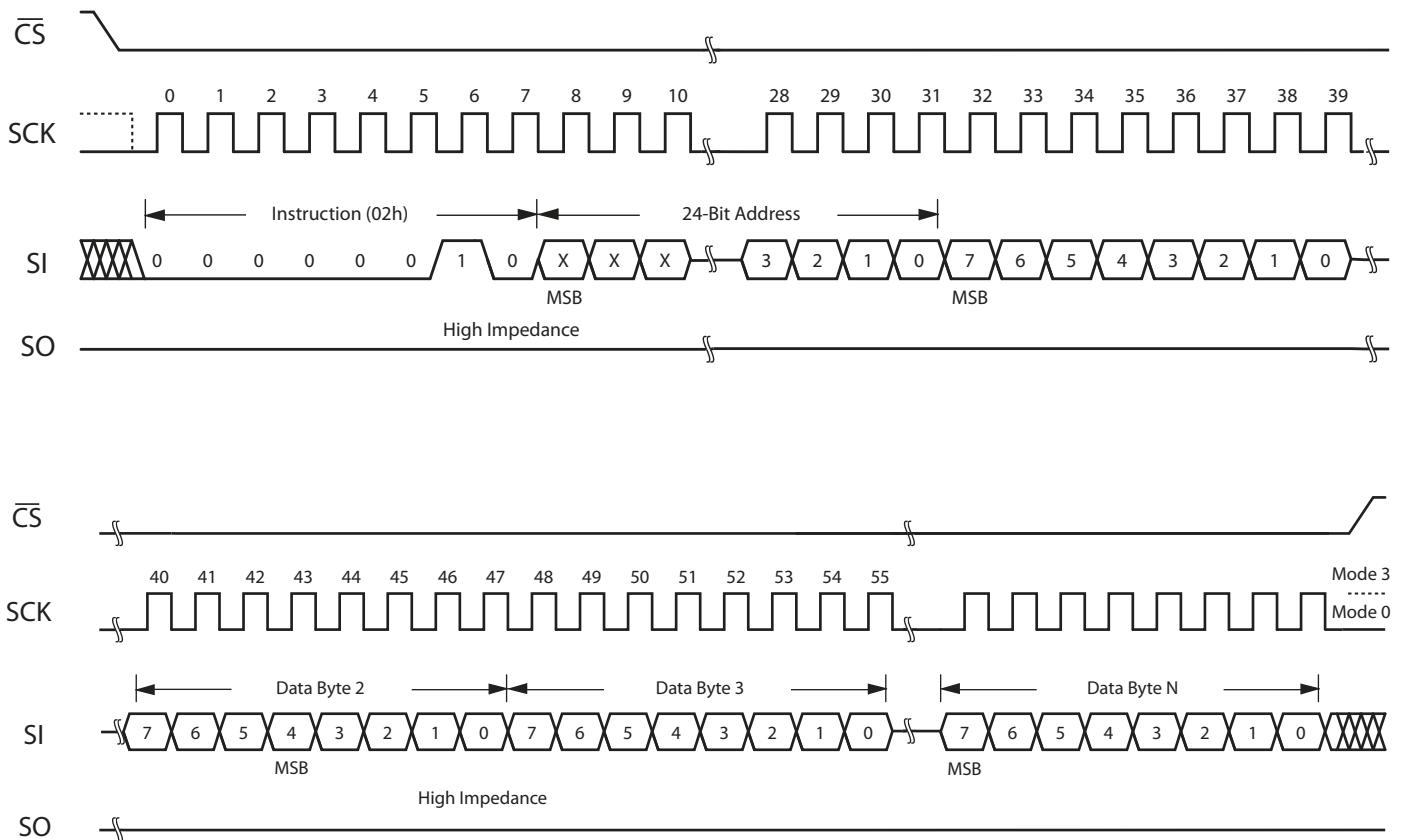 CS
0 1 2 3 4 5 6 7 8 9 10 28 29 30 31 32 33 34 35 36 37 38 39
SCK
Instruction (02h) 24-Bit Address
SI 0 0 0 0 0 0 1 0 X X X 3 2 1 0 7 6 5 4 3 2 1 0
MSB MSB
High Impedance
SO
CS
40 41 42 43 44 45 46 47 48 49 50 51 52 53 54 55 Mode 3
SCK Mode 0
Data Byte 2 Data Byte 3 Data Byte N
SI 7 6 5 4 3 2 1 0 7 6 5 4 3 2 1 0 7 6 5 4 3 2 1 0
MSB MSB
High Impedance
SO